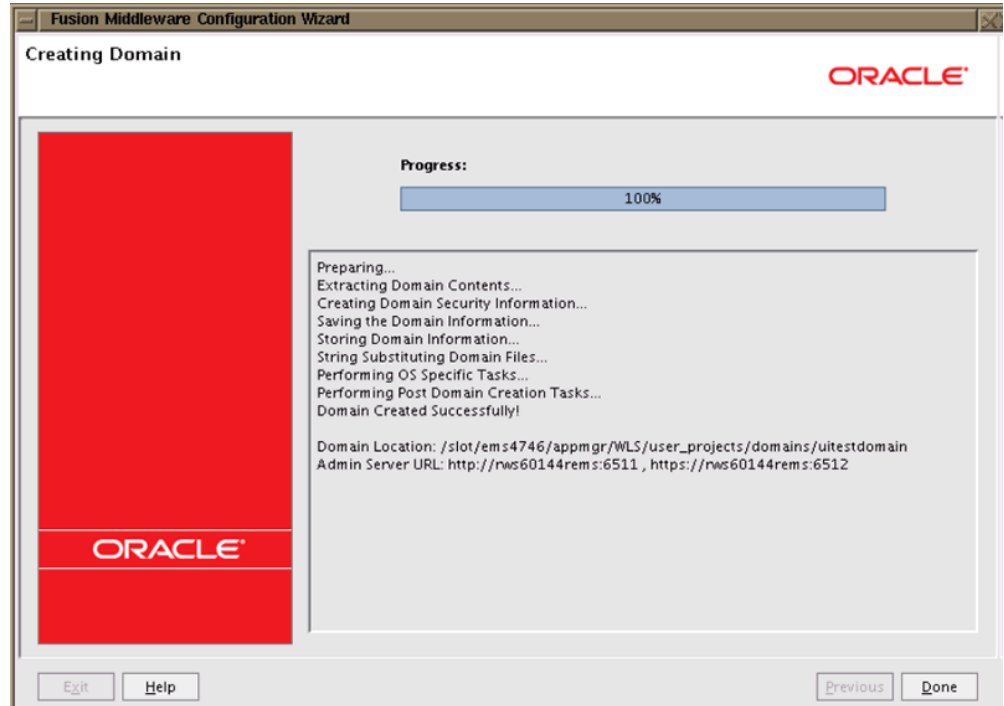 Fusion Middleware Configuration Wizard
Creating Domain
ORACLE
Progress:
100%
Preparing...
Extracting Domain Contents...
Creating Domain Security Information...
Saving the Domain Information...
Storing Domain Information...
String Substituting Domain Files...
Performing OS Specific Tasks...
Performing Post Domain Creation Tasks...
Domain Created Successfully!
Domain Location: /slot/ems4746/appmgr/WLS/user_projects/domains/uitestdomain
Admin Server URL: http://rws60144rems:6511 , https://rws60144rems:6512
ORACLE
Exit Help Previous Done